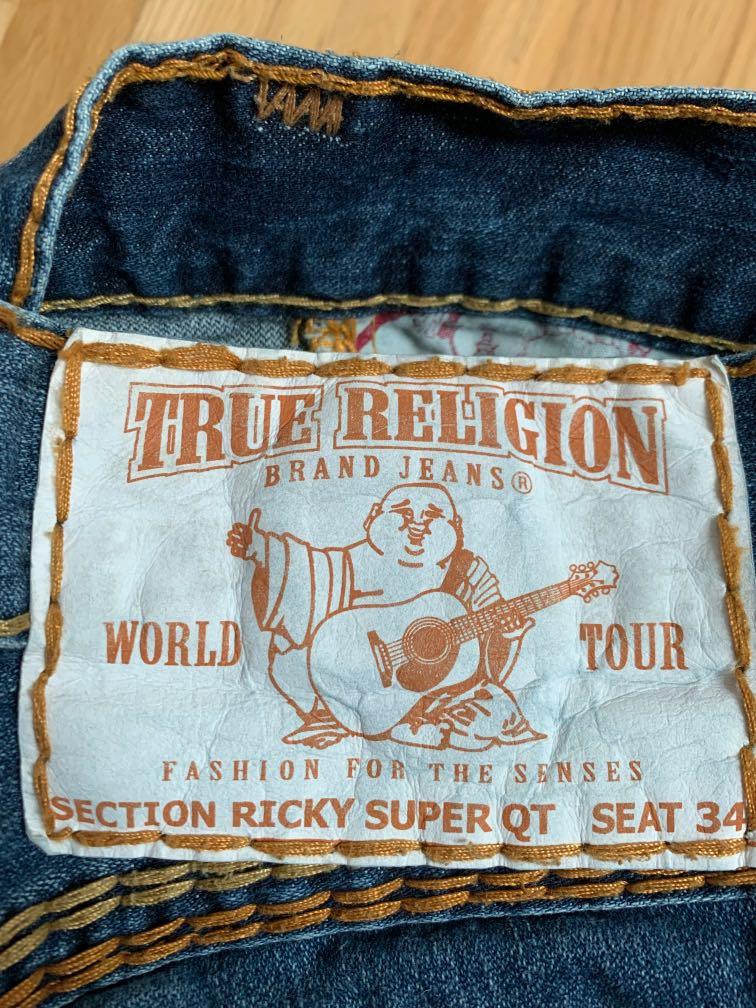 TRUE RELIGION
BRAND JEANS®
WORLD TOUR
FASHION FOR THE SENSES
SECTION RICKY SUPER QT SEAT 34